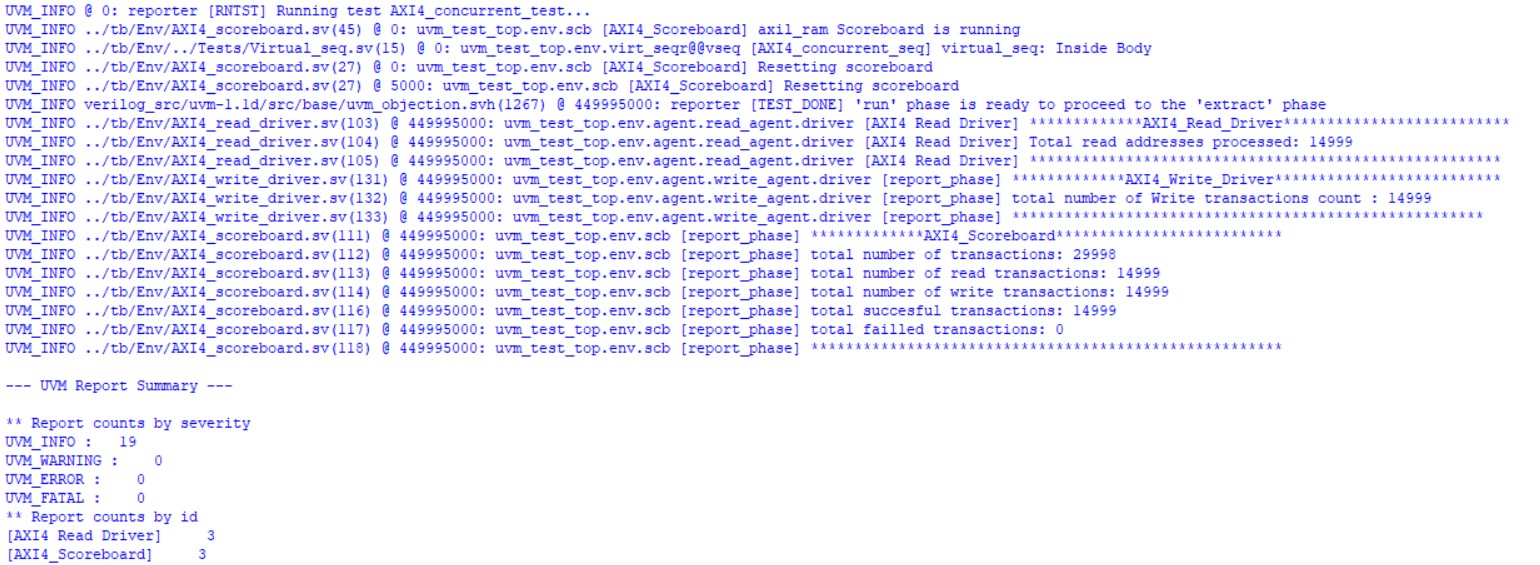 UVM_INFO @ 0: reporter [RNTST] Running test AXI4_concurrent_test...
UVM_INFO ../tb/Env/AXI4_scoreboard.sv(45) @ 0: uvm_test_top.env.scb [AXI4_Scoreboard] axil_ram Scoreboard is running
UVM_INFO ../tb/Env/../Tests/Virtual_seq.sv(15) @ 0: uvm_test_top.env.virt_seqr@@vseq [AXI4_concurrent_seq] virtual_seq: Inside Body
UVM_INFO ../tb/Env/AXI4_scoreboard.sv(27) @ 0: uvm_test_top.env.scb [AXI4_Scoreboard] Resetting scoreboard
UVM_INFO ../tb/Env/AXI4_scoreboard.sv(27) @ 5000: uvm_test_top.env.scb [AXI4_Scoreboard] Resetting scoreboard
UVM_INFO verilog_src/uvm-1.1d/src/base/uvm_objection.svh(1267) @ 449995000: reporter [TEST_DONE] 'run' phase is ready to proceed to the 'extract' phase
UVM_INFO ../tb/Env/AXI4_read_driver.sv(103) @ 449995000: uvm_test_top.env.agent.read_agent.driver [AXI4 Read Driver] *************AXI4_Read_Driver**************************
UVM_INFO ../tb/Env/AXI4_read_driver.sv(104) @ 449995000: uvm_test_top.env.agent.read_agent.driver [AXI4 Read Driver] Total read addresses processed: 14999
UVM_INFO ../tb/Env/AXI4_read_driver.sv(105) @ 449995000: uvm_test_top.env.agent.read_agent.driver [AXI4 Read Driver] ******************************************************
UVM_INFO ../tb/Env/AXI4_write_driver.sv(131) @ 449995000: uvm_test_top.env.agent.write_agent.driver [report_phase] *************AXI4_Write_Driver**************************
UVM_INFO ../tb/Env/AXI4_write_driver.sv(132) @ 449995000: uvm_test_top.env.agent.write_agent.driver [report_phase] total number of Write transactions count : 14999
UVM_INFO ../tb/Env/AXI4_write_driver.sv(133) @ 449995000: uvm_test_top.env.agent.write_agent.driver [report_phase] ******************************************************
UVM_INFO ../tb/Env/AXI4_scoreboard.sv(111) @ 449995000: uvm_test_top.env.scb [report_phase] *************AXI4_Scoreboard**************************
UVM_INFO ../tb/Env/AXI4_scoreboard.sv(112) @ 449995000: uvm_test_top.env.scb [report_phase] total number of transactions: 29998
UVM_INFO ../tb/Env/AXI4_scoreboard.sv(113) @ 449995000: uvm_test_top.env.scb [report_phase] total number of read transactions: 14999
UVM_INFO ../tb/Env/AXI4_scoreboard.sv(114) @ 449995000: uvm_test_top.env.scb [report_phase] total number of write transactions: 14999
UVM_INFO ../tb/Env/AXI4_scoreboard.sv(116) @ 449995000: uvm_test_top.env.scb [report_phase] total succesful transactions: 14999
UVM_INFO ../tb/Env/AXI4_scoreboard.sv(117) @ 449995000: uvm_test_top.env.scb [report_phase] total failled transactions: 0
UVM_INFO ../tb/Env/AXI4_scoreboard.sv(118) @ 449995000: uvm_test_top.env.scb [report_phase] ******************************************************
--- UVM Report Summary ---
** Report counts by severity
UVM_INFO :   19
UVM_WARNING :    0
UVM_ERROR :    0
UVM_FATAL :    0
** Report counts by id
[AXI4 Read Driver]     3
[AXI4_Scoreboard]     3